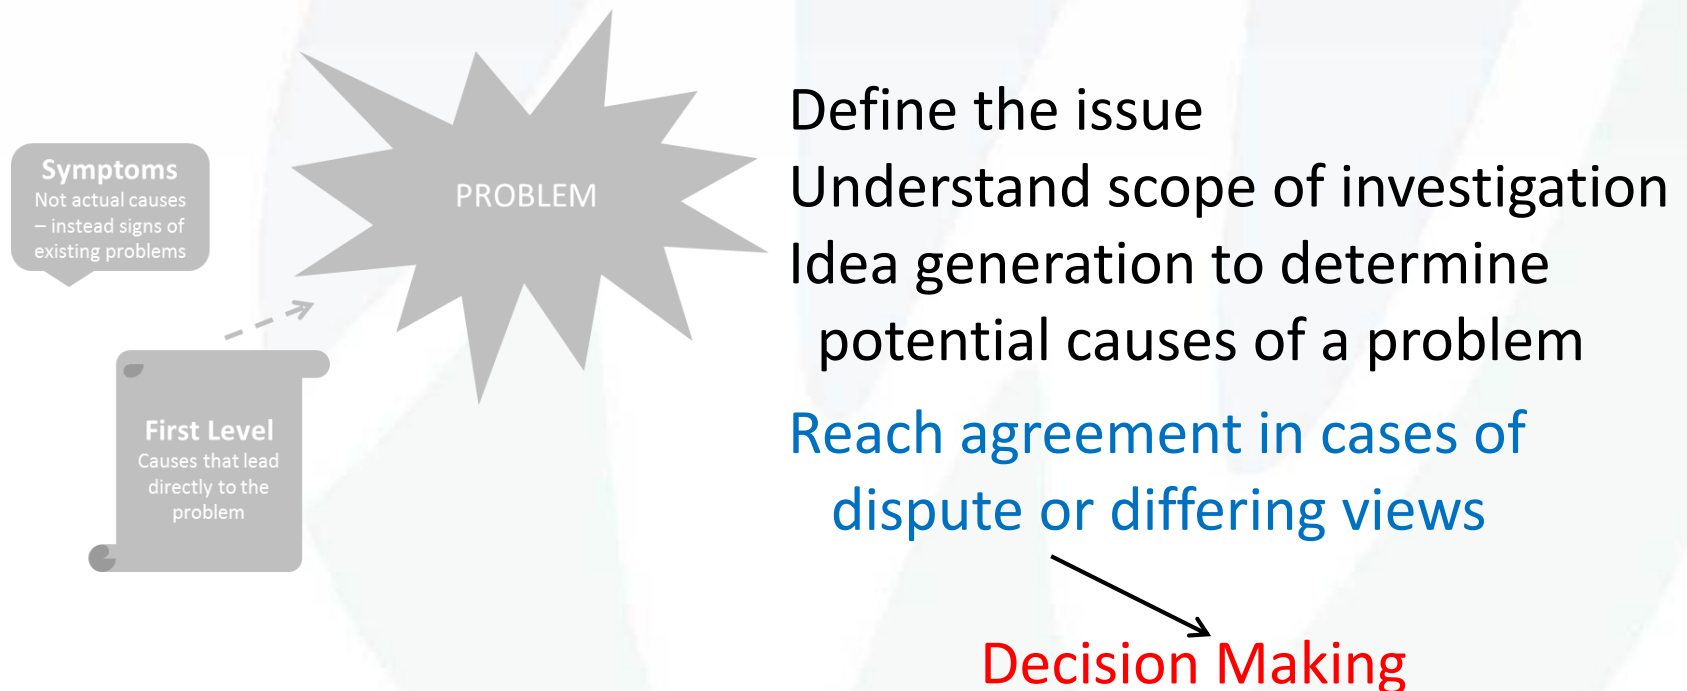 Symptoms
Not actual causes
– instead signs of
existing problems
PROBLEM
First Level
Causes that lead
directly to the
problem
Define the issue
Understand scope of investigation
Idea generation to determine
potential causes of a problem
Reach agreement in cases of
dispute or differing views
Decision Making